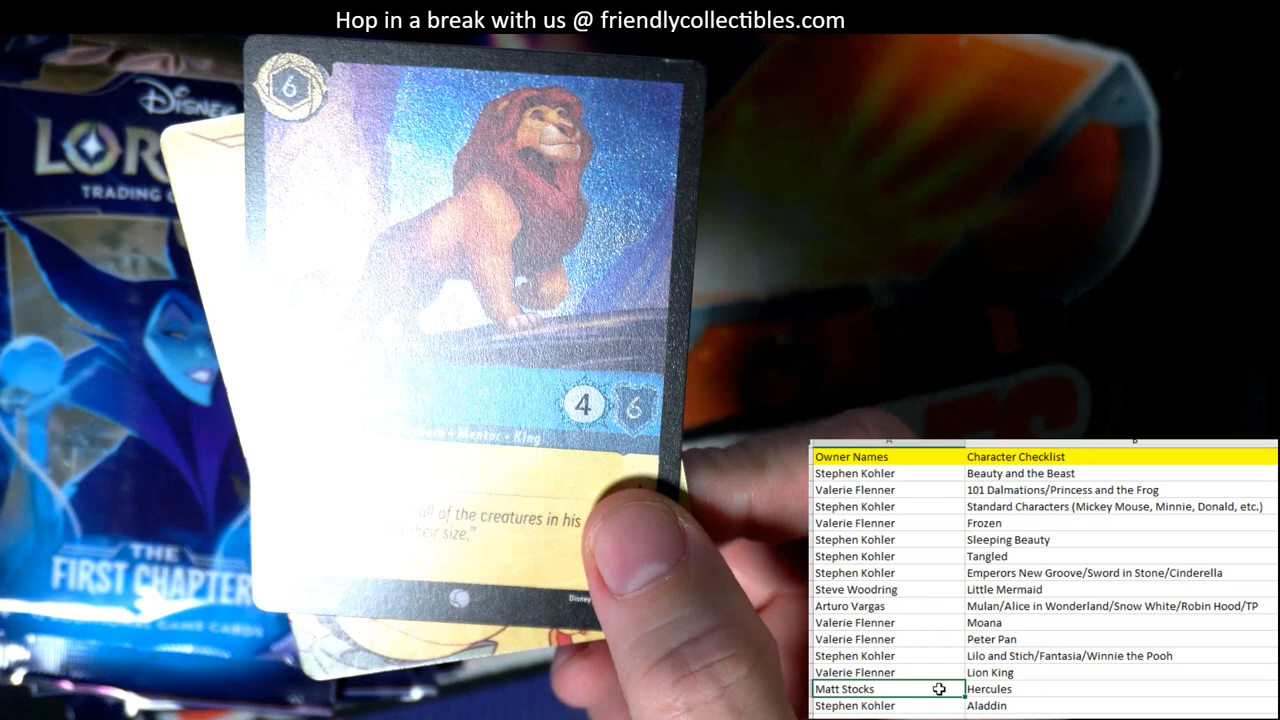 Hop in a break with us @ friendlycollectibles.com
6
DISNEY
LOR
TRADING
4
6
Mentor • King
all of the creatures in his
their size."
THE
FIRST CHAPTER
GAME CARDS
Disney
B
Owner Names Character Checklist
Stephen Kohler Beauty and the Beast
Valerie Flenner 101 Dalmations/Princess and the Frog
Stephen Kohler Standard Characters (Mickey Mouse, Minnie, Donald, etc.)
Valerie Flenner Frozen
Stephen Kohler Sleeping Beauty
Stephen Kohler Tangled
Stephen Kohler Emperors New Groove/Sword in Stone/Cinderella
Steve Woodring Little Mermaid
Arturo Vargas Mulan/Alice in Wonderland/Snow White/Robin Hood/TP
Valerie Flenner Moana
Valerie Flenner Peter Pan
Stephen Kohler Lilo and Stich/Fantasia/Winnie the Pooh
Valerie Flenner Lion King
Matt Stocks Hercules
Stephen Kohler Aladdin